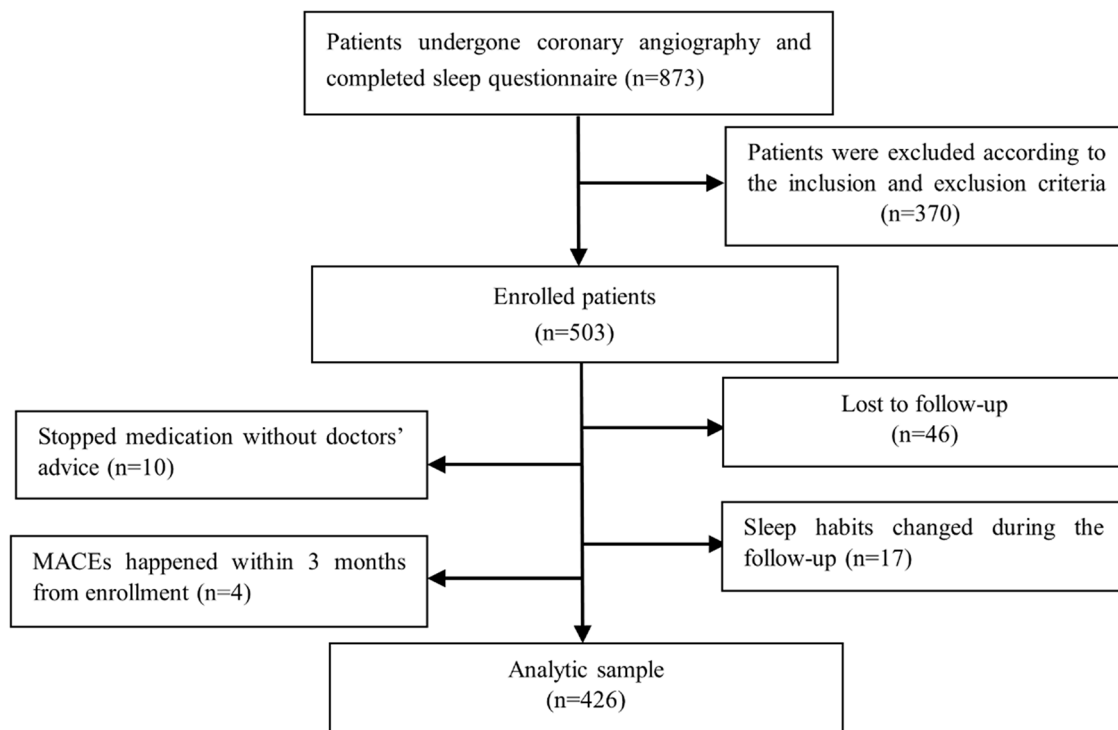 Patients undergone coronary angiography and
completed sleep questionnaire (n=873)
Patients were excluded according to
the inclusion and exclusion criteria
(n=370)
Enrolled patients
(n=503)
Lost to follow-up
(n=46)
Stopped medication without doctors’
advice (n=10)
Sleep habits changed during the
follow-up (n=17)
MACEs happened within 3 months
from enrollment (n=4)
Analytic sample
(n=426)